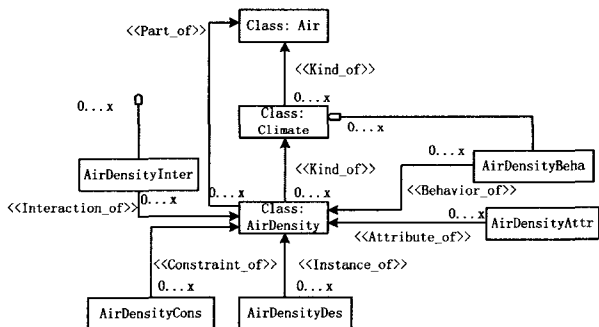 <<Part_of>>
Class: Air
<<Kind_of>>
0...x
0...x
Class:
Climate
0...x
AirDensityInter
<<Kind_of>>
0...x
AirDensityBeha
<<Interaction_of>>
0...x
0...x
0...x
<<Behavior_of>>
Class:
AirDensity
0...x
AirDensityAttr
<<Attribute_of>>
<<Constraint_of>>
<<Instance_of>>
0...x
0...x
AirDensityCons
AirDensityDes